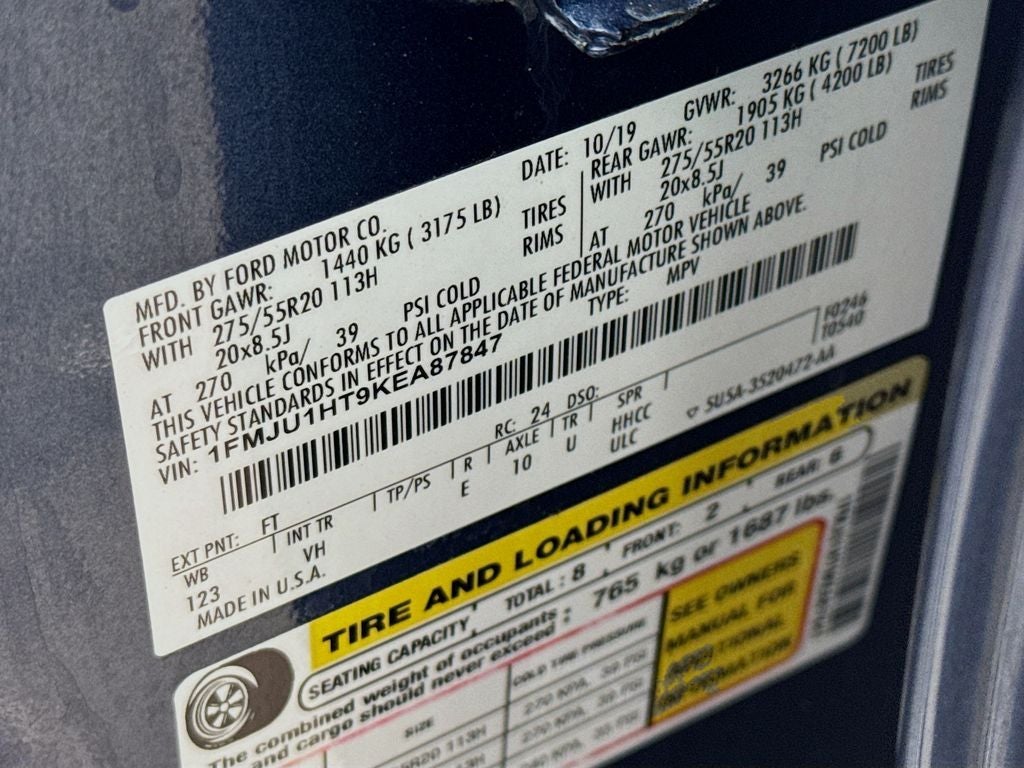 MFD. BY FORD MOTOR CO.
DATE: 10/19
GVWR: 3266 KG ( 7200 LB)
FRONT GAWR: 1440 KG ( 3175 LB)
REAR GAWR: 1905 KG ( 4200 LB)
WITH 275/55R20 113H TIRES
WITH 275/55R20 113H TIRES
20x8.5J RIMS
20x8.5J RIMS
AT 270 kPa/ 39 PSI COLD
AT 270 kPa/ 39 PSI COLD
THIS VEHICLE CONFORMS TO ALL APPLICABLE FEDERAL MOTOR VEHICLE
SAFETY STANDARDS IN EFFECT ON THE DATE OF MANUFACTURE SHOWN ABOVE.
VIN: 1FMJU1HT9KEA87847
TYPE: MPV
F0246
T0540
EXT PNT: FT RC: 24 DSO:
WB INT TR TP/PS R AXLE TR SPR
123 VH E 10 U HHCC
ULC
MADE IN U.S.A.
▽ SU5A-3520472-AA
TIRE AND LOADING INFORMATION
SEATING CAPACITY, TOTAL: 8 FRONT: 2 REAR: 6
The combined weight of occupants
and cargo should never exceed : 765 kg or 1687 lbs.
SIZE COLD TIRE PRESSURE
113H 270 KPA, 39 PSI
270 KPA, 39 PSI
SEE OWNERS
MANUAL FOR
INFORMATION